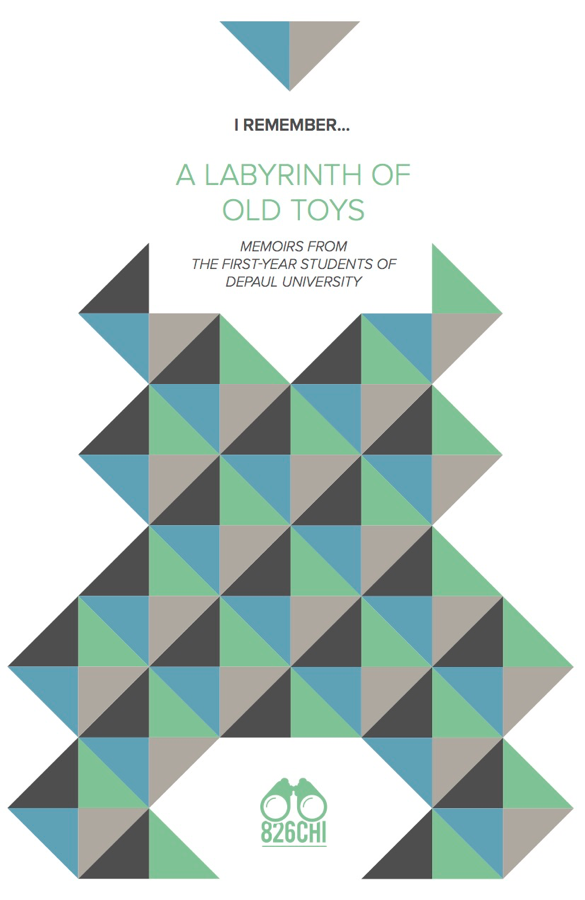 I REMEMBER...
A LABYRINTH OF
OLD TOYS
MEMOIRS FROM
THE FIRST-YEAR STUDENTS OF
DEPAUL UNIVERSITY
826CHI